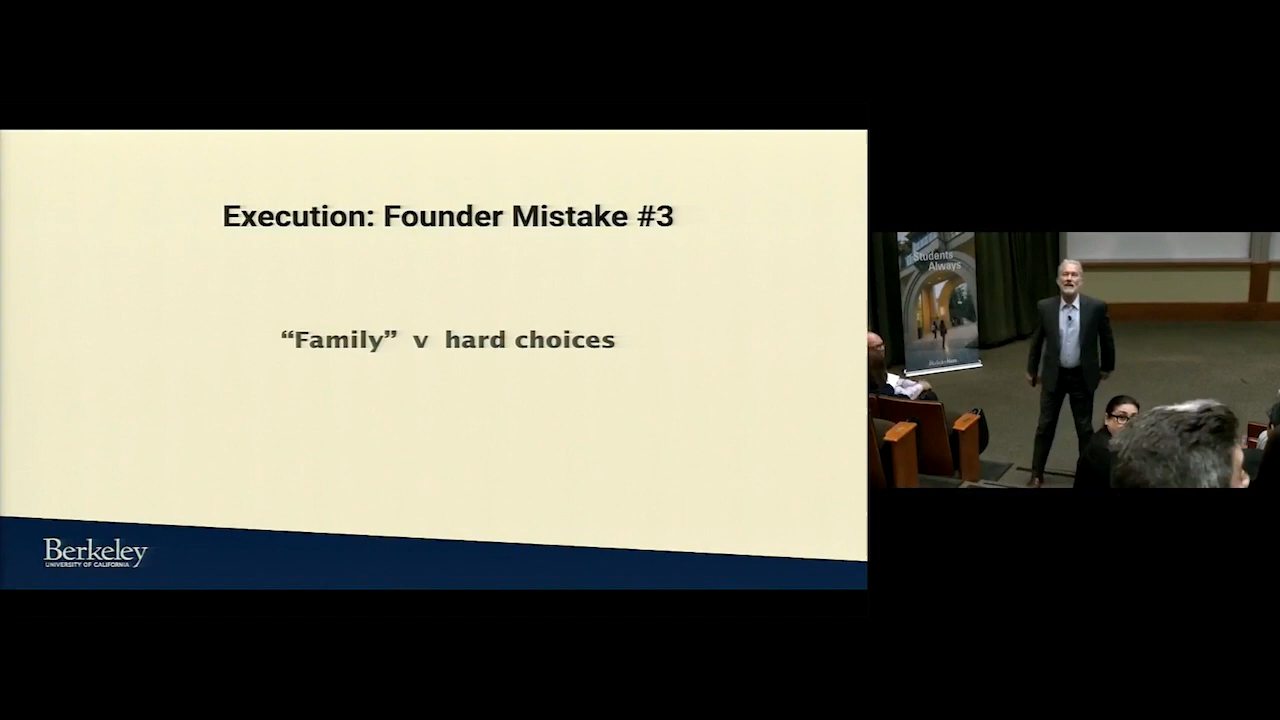 Execution: Founder Mistake #3
“Family” v hard choices
Berkeley
UNIVERSITY OF CALIFORNIA
Students
Always